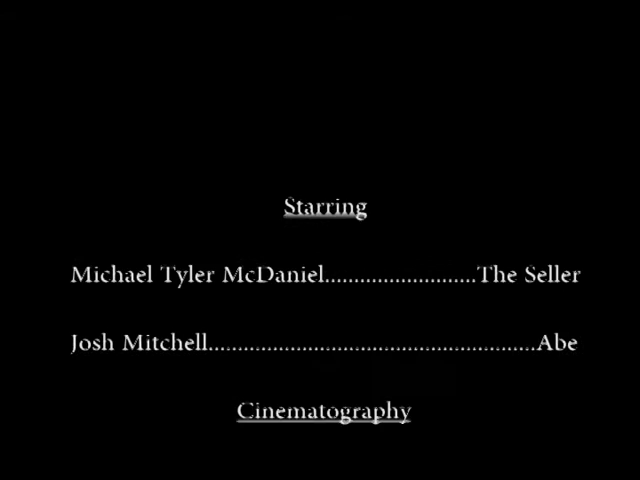 Starring
Michael Tyler McDaniel..........................The Seller
Josh Mitchell........................................................Abe
Cinematography